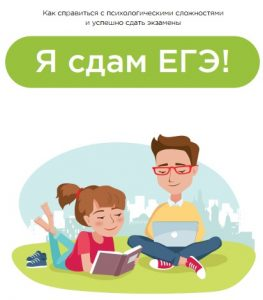 Как справиться с психологическими сложностями
и успешно сдать экзамены
Я сдам ЕГЭ!